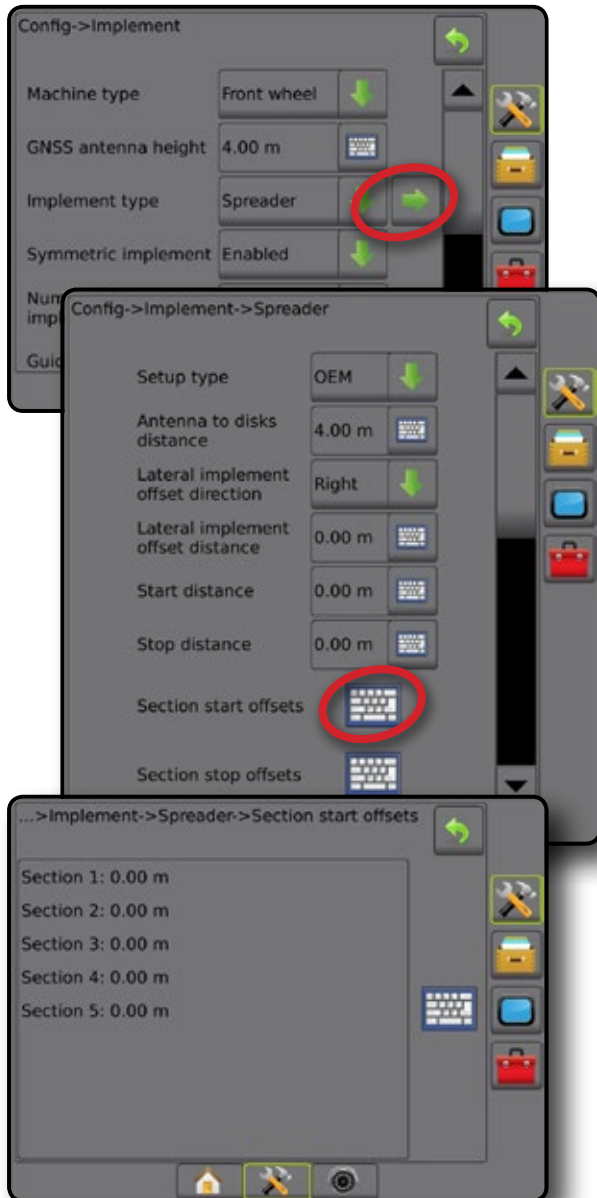 Config->Implement
Machine type
Front wheel
GNSS antenna height
4.00 m
Implement type
Spreader
Symmetric implement
Enabled
Config->Implement->Spreader
Setup type
OEM
Antenna to disks
distance
4.00 m
Lateral implement
offset direction
Right
Lateral implement
offset distance
0.00 m
Start distance
0.00 m
Stop distance
0.00 m
Section start offsets
Section stop offsets
...>Implement->Spreader->Section start offsets
Section 1: 0.00 m
Section 2: 0.00 m
Section 3: 0.00 m
Section 4: 0.00 m
Section 5: 0.00 m